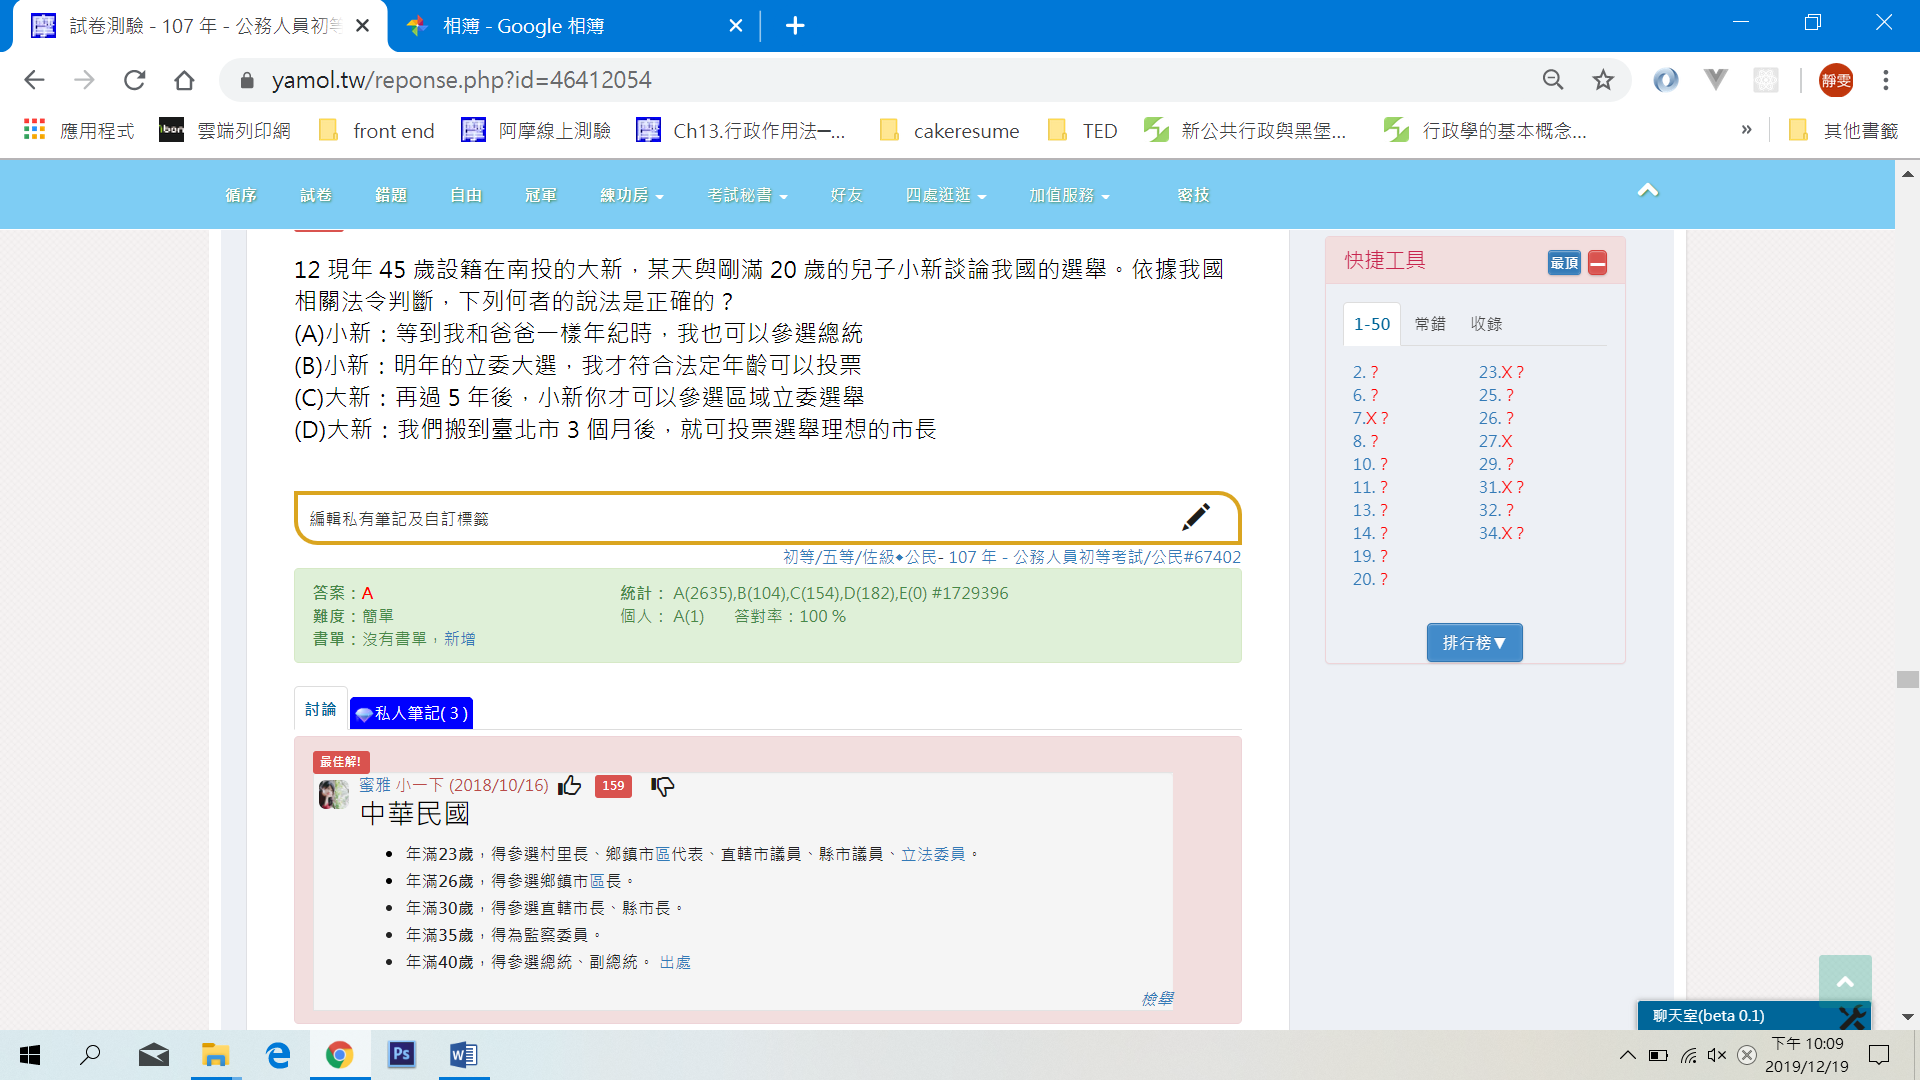 試卷測驗 - 107 年 - 公務人員初等
相簿 - Google 相簿
yamol.tw/reponse.php?id=46412054
靜雯
應用程式
ibon
雲端列印網
front end
阿摩線上測驗
Ch13.行政作用法─...
cakeresume
TED
新公共行政與黑堡...
行政學的基本概念...
»
其他書籤
循序 試卷 錯題 自由 冠軍 練功房 考試秘書 好友 四處逛逛 加值服務 密技
12 現年 45 歲設籍在南投的大新，某天與剛滿 20 歲的兒子小新談論我國的選舉。依據我國
相關法令判斷，下列何者的說法是正確的？
(A)小新：等到我和爸爸一樣年紀時，我也可以參選總統
(B)小新：明年的立委大選，我才符合法定年齡可以投票
(C)大新：再過 5 年後，小新你才可以參選區域立委選舉
(D)大新：我們搬到臺北市 3 個月後，就可投票選舉理想的市長
編輯私有筆記及自訂標籤
初等/五等/佐級◆公民- 107 年 - 公務人員初等考試/公民#67402
答案：A
難度：簡單
書單：沒有書單，新增
統計： A(2635),B(104),C(154),D(182),E(0) #1729396
個人： A(1) 答對率：100 %
討論
私人筆記( 3 )
最佳解!
蜜雅 小一下 (2018/10/16) 159
中華民國
年滿23歲，得參選村里長、鄉鎮市區代表、直轄市議員、縣市議員、立法委員。
年滿26歲，得參選鄉鎮市區長。
年滿30歲，得參選直轄市長、縣市長。
年滿35歲，得為監察委員。
年滿40歲，得參選總統、副總統。 出處
檢舉
快捷工具
最頂
1-50 常錯 收錄
2. ?
6. ?
7.X ?
8. ?
10. ?
11. ?
13. ?
14. ?
19. ?
20. ?
23.X ?
25. ?
26. ?
27.X
29. ?
31.X ?
32. ?
34.X ?
排行榜▼
聊天室(beta 0.1)
Ps
下午 10:09
2019/12/19